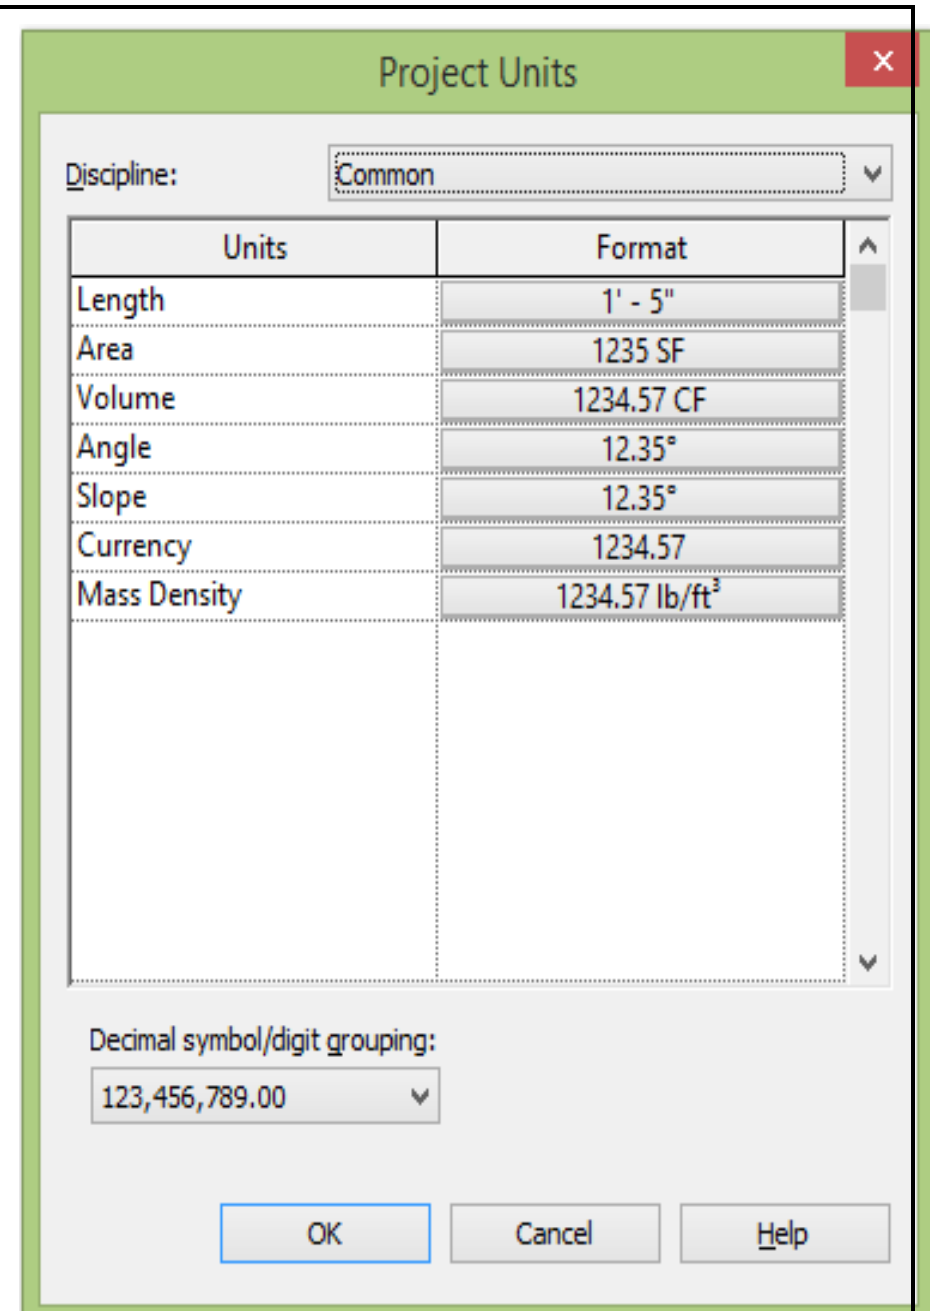 Project Units
x
Discipline: Common
Units Format
Length 1' - 5"
Area 1235 SF
Volume 1234.57 CF
Angle 12.35°
Slope 12.35°
Currency 1234.57
Mass Density 1234.57 lb/ft³
Decimal symbol/digit grouping:
123,456,789.00
OK Cancel Help